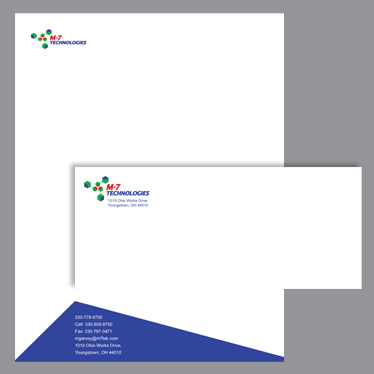 M-7
TECHNOLOGIES
M-7
TECHNOLOGIES
1019 Ohio Works Drive
Youngstown, OH 44510
330-779-0700
Cell: 330-509-9750
Fax: 330-797-0471
mgarvey@m7tek.com
1019 Ohio Works Drive,
Youngstown, OH 44510